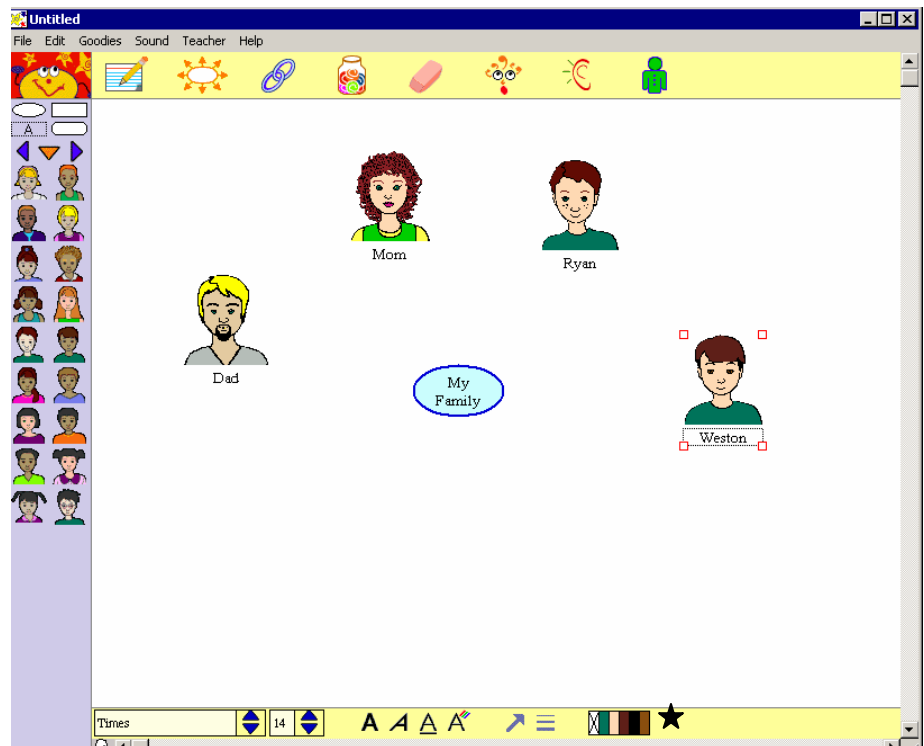 Untitled
File Edit Goodies Sound Teacher Help
A
Mom
Ryan
Dad
My
Family
Weston
Times 14 A A A A